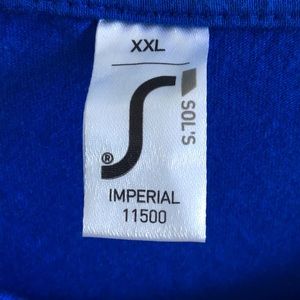 XXL
SOL'S
®
IMPERIAL
11500